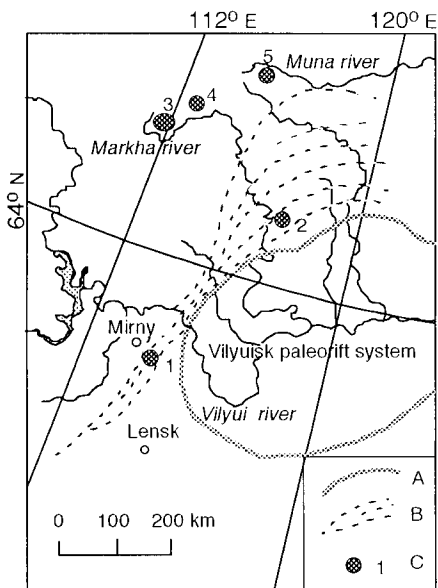 112° E
120° E
5
Muna river
3
4
Markha river
64° N
2
Mirny
Vilyuisk paleorift system
1
Vilyui river
Lensk
A
B
1 C
0 100 200 km